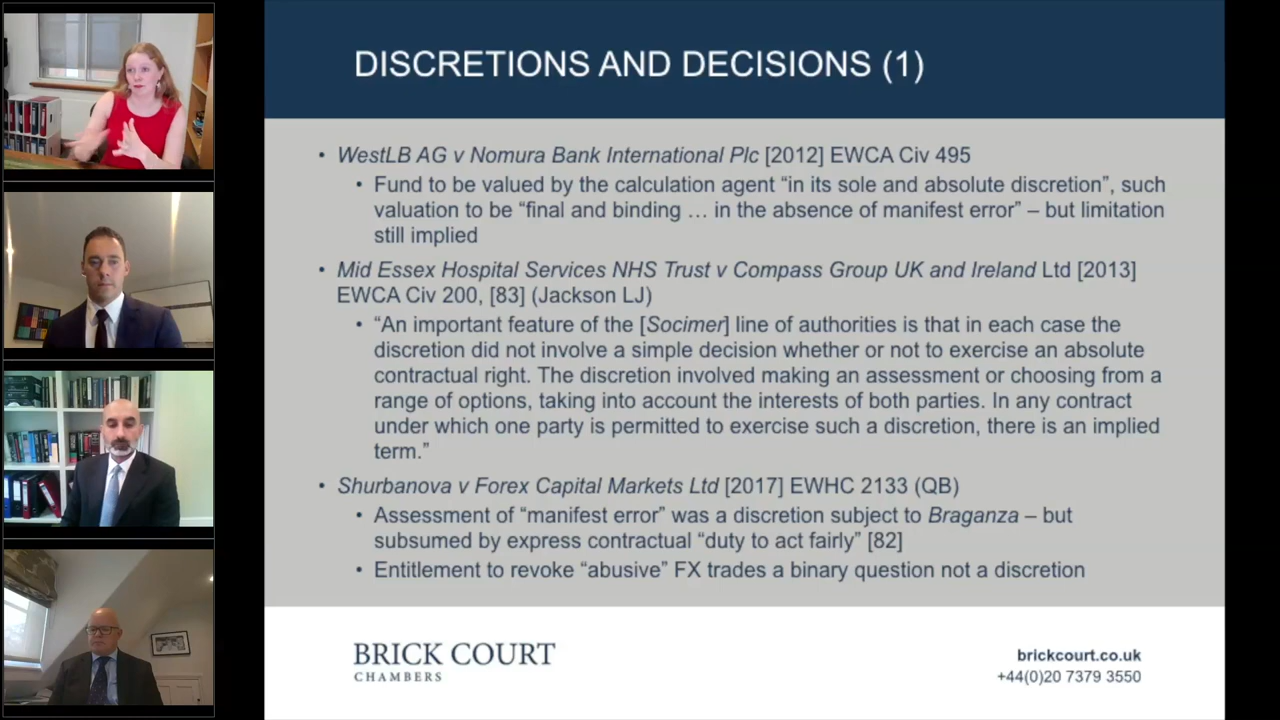 DISCRETIONS AND DECISIONS (1)
• WestLB AG v Nomura Bank International Plc [2012] EWCA Civ 495
• Fund to be valued by the calculation agent “in its sole and absolute discretion”, such
valuation to be “final and binding … in the absence of manifest error” – but limitation
still implied
• Mid Essex Hospital Services NHS Trust v Compass Group UK and Ireland Ltd [2013]
EWCA Civ 200, [83] (Jackson LJ)
• “An important feature of the [Socimer] line of authorities is that in each case the
discretion did not involve a simple decision whether or not to exercise an absolute
contractual right. The discretion involved making an assessment or choosing from a
range of options, taking into account the interests of both parties. In any contract
under which one party is permitted to exercise such a discretion, there is an implied
term.”
• Shurbanova v Forex Capital Markets Ltd [2017] EWHC 2133 (QB)
• Assessment of “manifest error” was a discretion subject to Braganza – but
subsumed by express contractual “duty to act fairly” [82]
• Entitlement to revoke “abusive” FX trades a binary question not a discretion
BRICK COURT
CHAMBERS
brickcourt.co.uk
+44(0)20 7379 3550